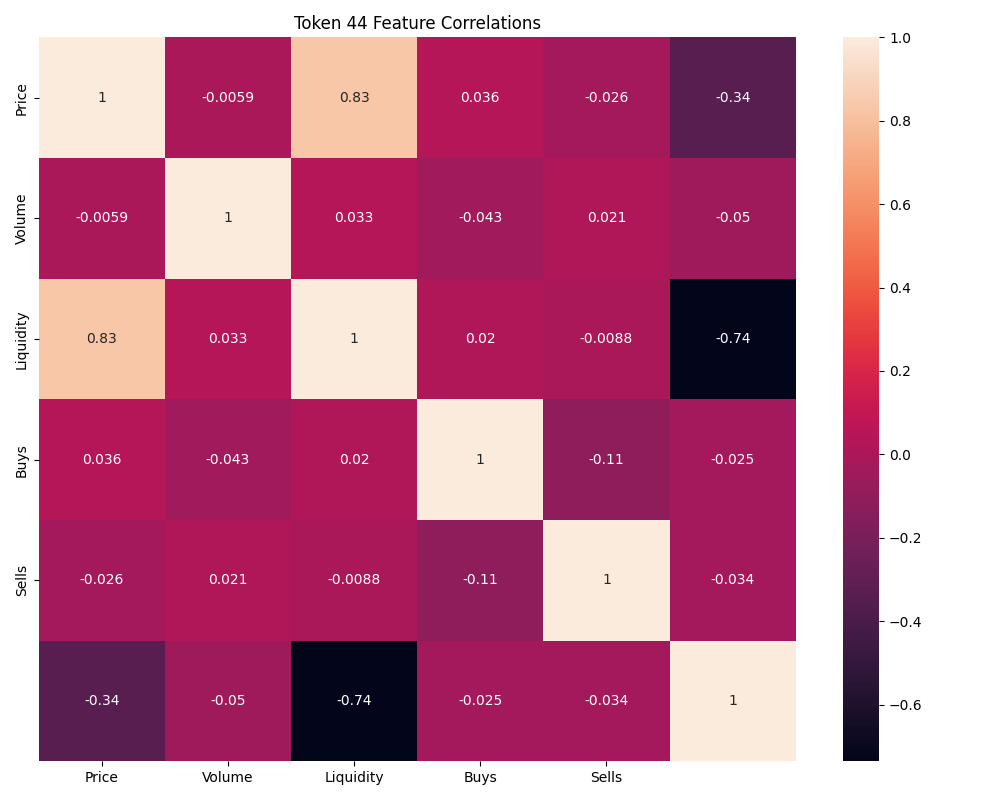 Token 44 Feature Correlations
Price 1 -0.0059 0.83 0.036 -0.026 -0.34
Volume -0.0059 1 0.033 -0.043 0.021 -0.05
Liquidity 0.83 0.033 1 0.02 -0.0088 -0.74
Buys 0.036 -0.043 0.02 1 -0.11 -0.025
Sells -0.026 0.021 -0.0088 -0.11 1 -0.034
-0.34 -0.05 -0.74 -0.025 -0.034 1
Price Volume Liquidity Buys Sells
1.0
0.8
0.6
0.4
0.2
0.0
−0.2
−0.4
−0.6